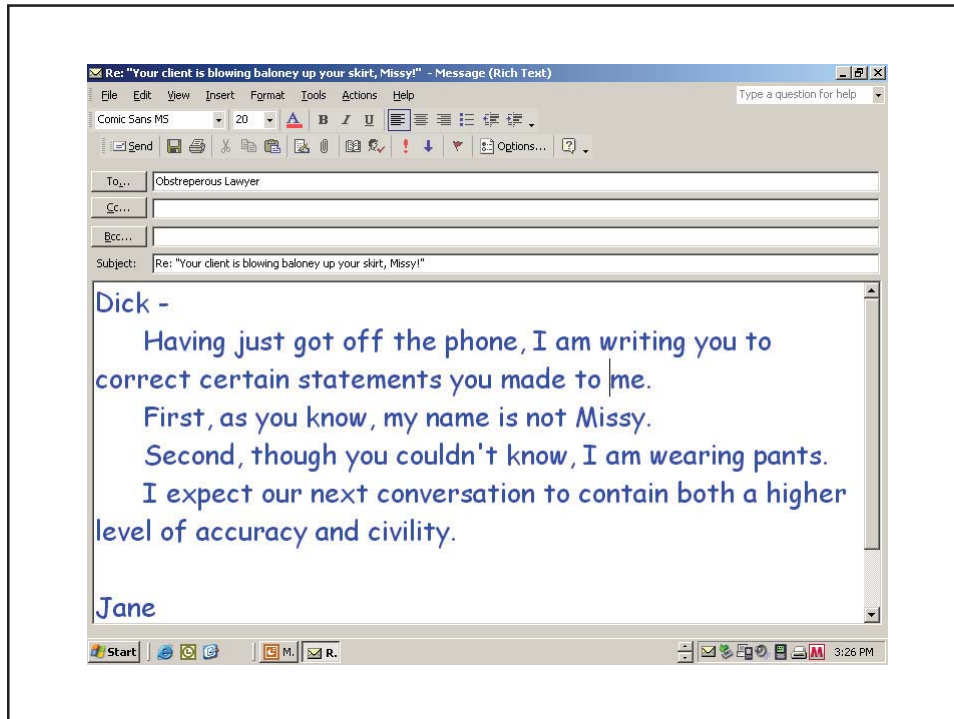 Re: "Your client is blowing baloney up your skirt, Missy!" - Message (Rich Text)
File Edit View Insert Format Tools Actions Help Type a question for help
Comic Sans MS 20 A B I U
Send Options...
To... Obstreperous Lawyer
Cc...
Bcc...
Subject: Re: "Your client is blowing baloney up your skirt, Missy!"
Dick -
Having just got off the phone, I am writing you to
correct certain statements you made to me.
First, as you know, my name is not Missy.
Second, though you couldn't know, I am wearing pants.
I expect our next conversation to contain both a higher
level of accuracy and civility.
Jane
Start M. R. 3:26 PM